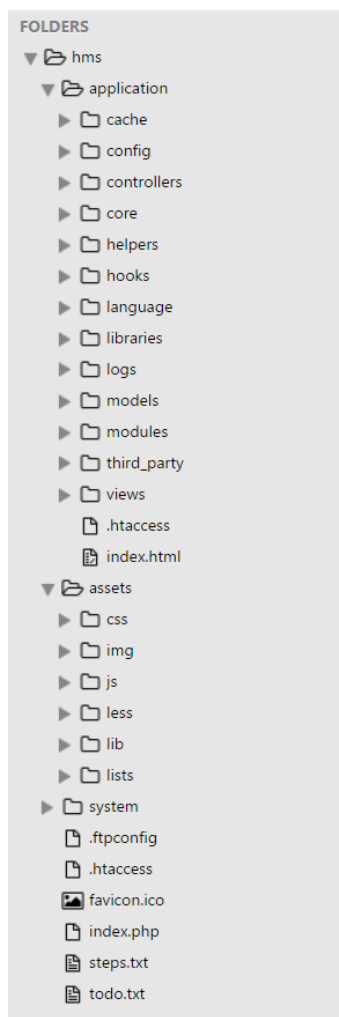 FOLDERS
hms
application
cache
config
controllers
core
helpers
hooks
language
libraries
logs
models
modules
third_party
views
.htaccess
index.html
assets
css
img
js
less
lib
lists
system
.ftpconfig
.htaccess
favicon.ico
index.php
steps.txt
todo.txt